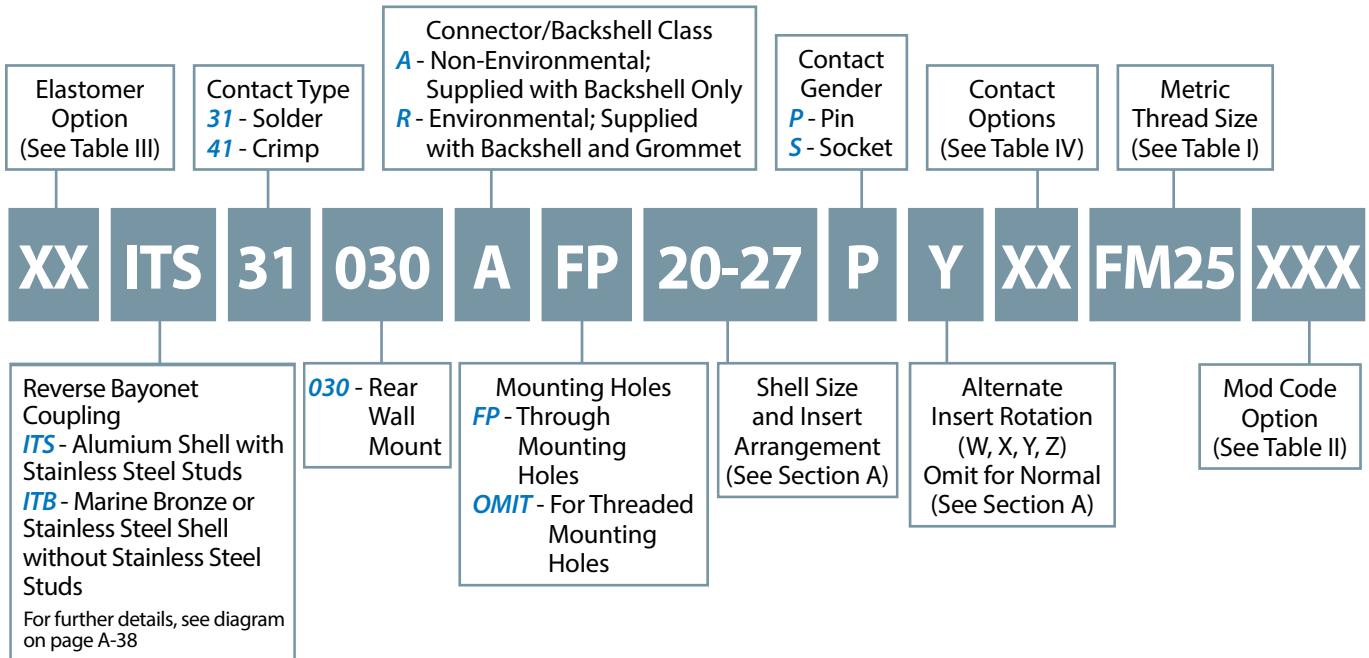 Elastomer
Option
(See Table III)
Contact Type
31 - Solder
41 - Crimp
Connector/Backshell Class
A - Non-Environmental;
Supplied with Backshell Only
R - Environmental; Supplied
with Backshell and Grommet
Contact
Gender
P - Pin
S - Socket
Contact
Options
(See Table IV)
Metric
Thread Size
(See Table I)
XX ITS 31 030 A FP 20-27 P Y XX FM25 XXX
Reverse Bayonet
Coupling
ITS - Alumium Shell with
Stainless Steel Studs
ITB - Marine Bronze or
Stainless Steel Shell
without Stainless Steel
Studs
For further details, see diagram
on page A-38
030 - Rear
Wall
Mount
Mounting Holes
FP - Through
Mounting
Holes
OMIT - For Threaded
Mounting
Holes
Shell Size
and Insert
Arrangement
(See Section A)
Alternate
Insert Rotation
(W, X, Y, Z)
Omit for Normal
(See Section A)
Mod Code
Option
(See Table II)